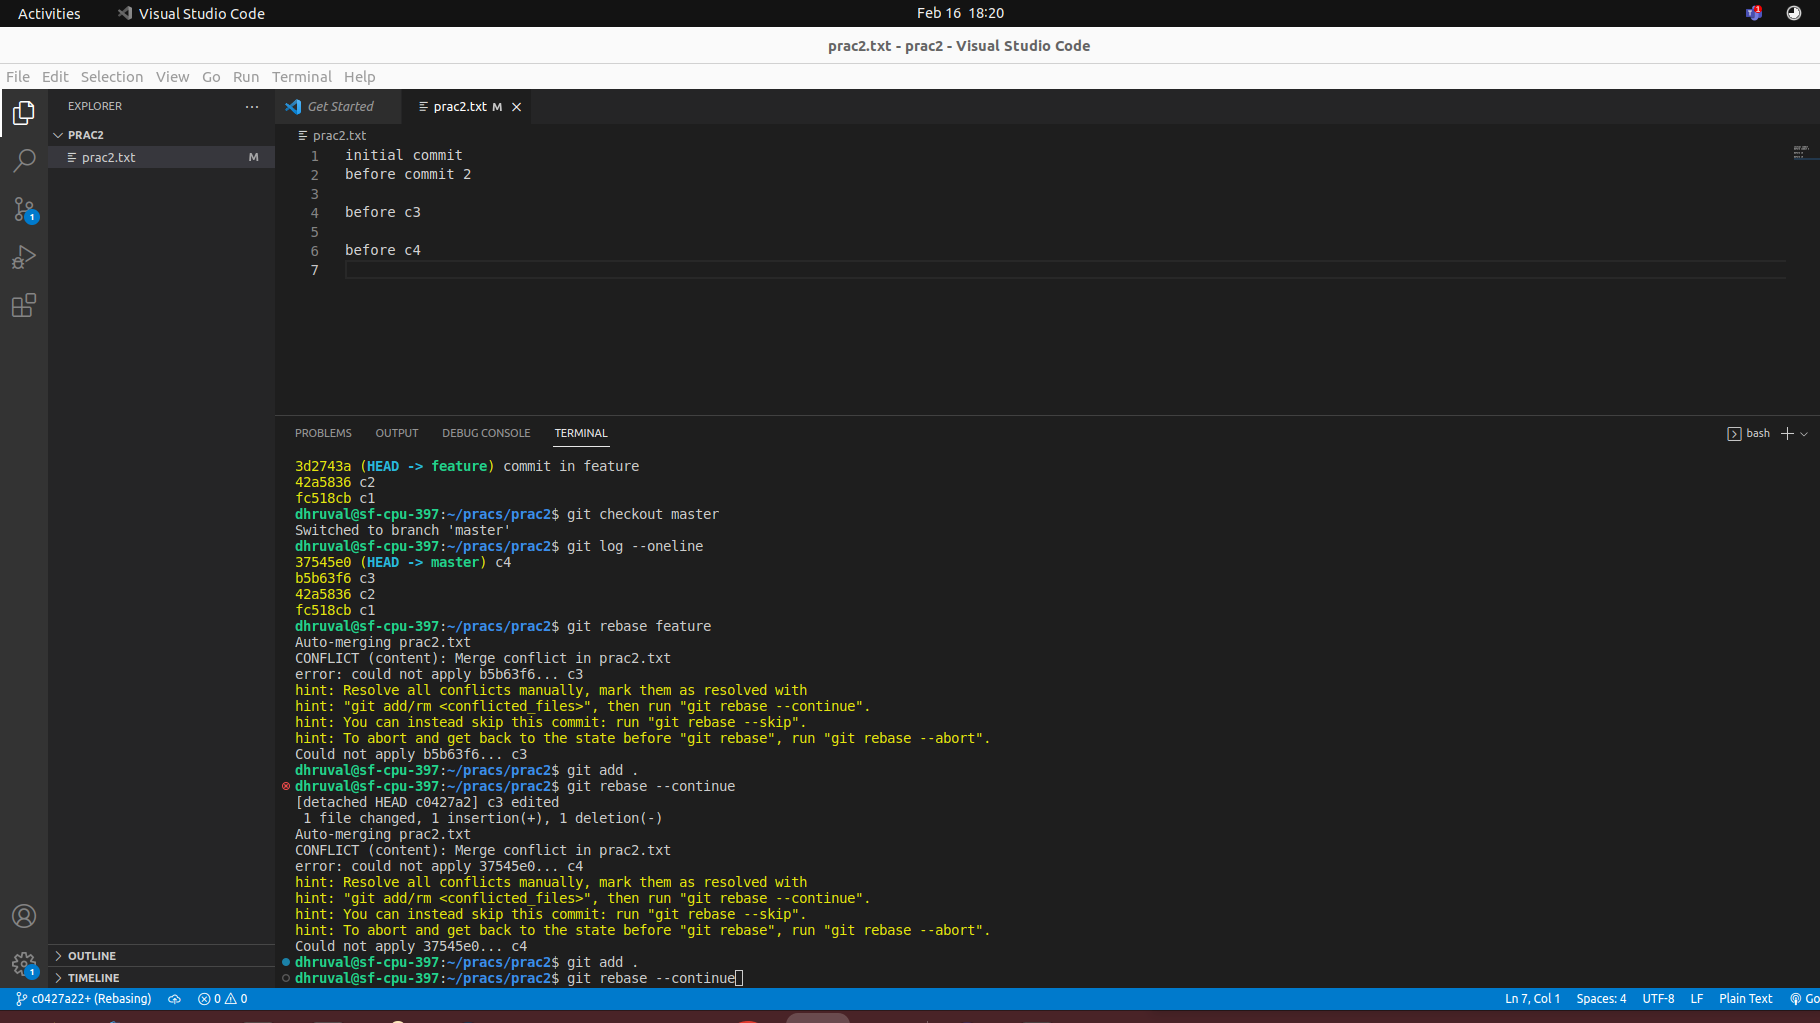 Activities
Visual Studio Code
Feb 16 18:20
1
prac2.txt - prac2 - Visual Studio Code
File Edit Selection View Go Run Terminal Help
EXPLORER
PRAC2
prac2.txt M
1
1
Get Started
prac2.txt M
prac2.txt
1 initial commit
2 before commit 2
3
4 before c3
5
6 before c4
7
PROBLEMS OUTPUT DEBUG CONSOLE TERMINAL
bash
3d2743a (HEAD -> feature) commit in feature
42a5836 c2
fc518cb c1
dhruval@sf-cpu-397:~/pracs/prac2$ git checkout master
Switched to branch 'master'
dhruval@sf-cpu-397:~/pracs/prac2$ git log --oneline
37545e0 (HEAD -> master) c4
b5b63f6 c3
42a5836 c2
fc518cb c1
dhruval@sf-cpu-397:~/pracs/prac2$ git rebase feature
Auto-merging prac2.txt
CONFLICT (content): Merge conflict in prac2.txt
error: could not apply b5b63f6... c3
hint: Resolve all conflicts manually, mark them as resolved with
hint: "git add/rm <conflicted_files>", then run "git rebase --continue".
hint: You can instead skip this commit: run "git rebase --skip".
hint: To abort and get back to the state before "git rebase", run "git rebase --abort".
Could not apply b5b63f6... c3
dhruval@sf-cpu-397:~/pracs/prac2$ git add .
dhruval@sf-cpu-397:~/pracs/prac2$ git rebase --continue
[detached HEAD c0427a2] c3 edited
 1 file changed, 1 insertion(+), 1 deletion(-)
Auto-merging prac2.txt
CONFLICT (content): Merge conflict in prac2.txt
error: could not apply 37545e0... c4
hint: Resolve all conflicts manually, mark them as resolved with
hint: "git add/rm <conflicted_files>", then run "git rebase --continue".
hint: You can instead skip this commit: run "git rebase --skip".
hint: To abort and get back to the state before "git rebase", run "git rebase --abort".
Could not apply 37545e0... c4
dhruval@sf-cpu-397:~/pracs/prac2$ git add .
dhruval@sf-cpu-397:~/pracs/prac2$ git rebase --continue
OUTLINE
TIMELINE
c0427a22+ (Rebasing) 0 0
Ln 7, Col 1 Spaces: 4 UTF-8 LF Plain Text Go